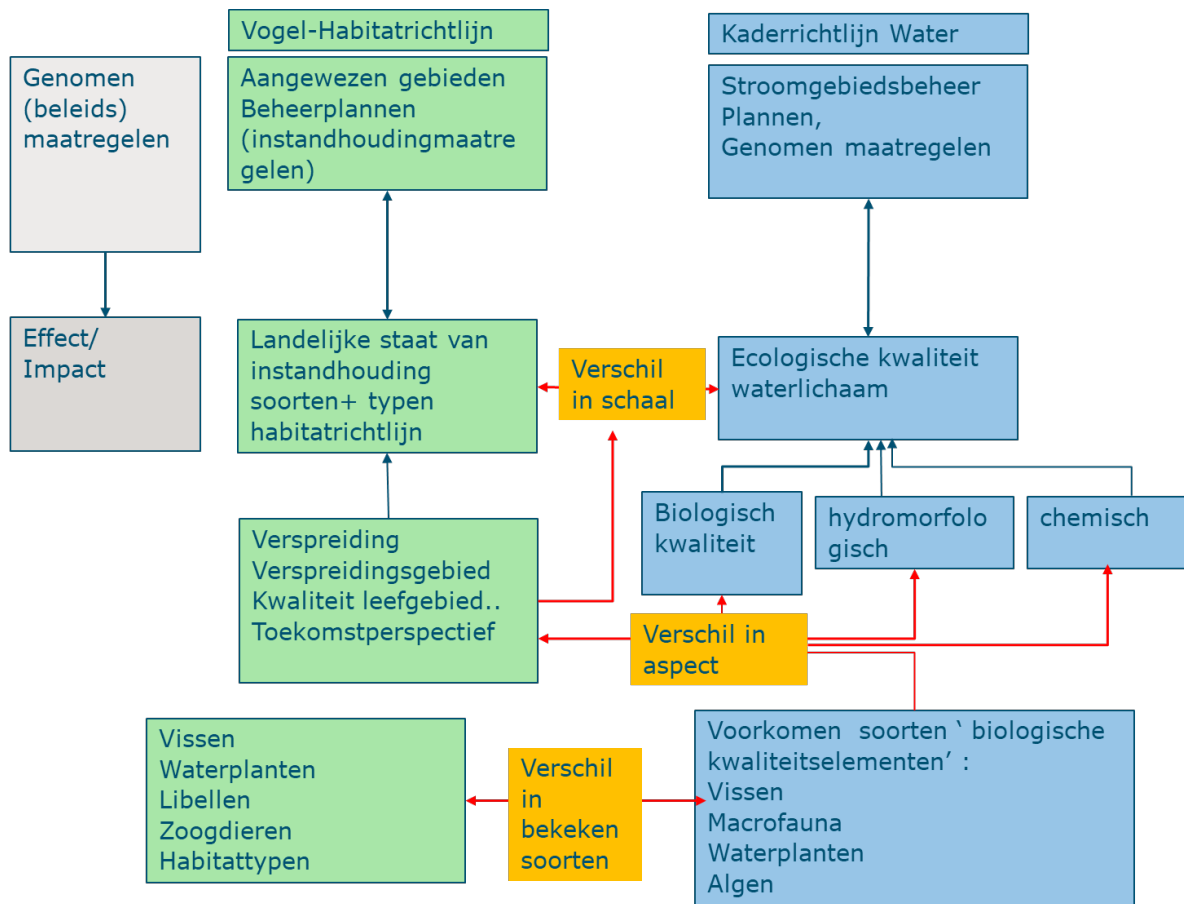 Vogel-Habitatrichtlijn
Kaderrichtlijn Water
Genomen
(beleids)
maatregelen
Aangewezen gebieden
Beheerplannen
(instandhoudingmaatre
gelen)
Stroomgebiedsbeheer
Plannen,
Genomen maatregelen
Effect/
Impact
Landelijke staat van
instandhouding
soorten+ typen
habitatrichtlijn
Verschil
in schaal
Ecologische kwaliteit
waterlichaam
Verspreiding
Verspreidingsgebied
Kwaliteit leefgebied..
Toekomstperspectief
Biologisch
kwaliteit
hydromorfolo
gisch
chemisch
Verschil in
aspect
Vissen
Waterplanten
Libellen
Zoogdieren
Habitattypen
Verschil
in
bekeken
soorten
Voorkomen soorten ‘ biologische
kwaliteitselementen’ :
Vissen
Macrofauna
Waterplanten
Algen